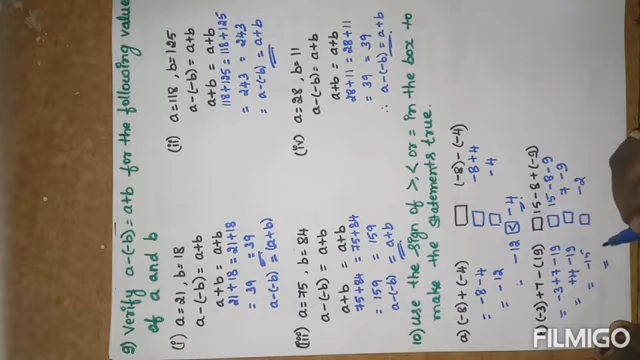 9) Verify a-(-b) = a+b for the following value
of a and b
(i) a=21, b=18
a-(-b) = a+b
a+b = a+b
21+18 = 21+18
= 39 = 39
a-(-b) = (a+b)
(ii) a=118, b=125
a-(-b) = a+b
a+b = a+b
118+125 = 118+125
= 243 = 243
= a-(-b) = a+b
(iii) a=75, b=84
a-(-b) = a+b
a+b = a+b
75+84 = 75+84
= 159 = 159
a-(-b) = a+b
(iv) a=28, b=11
a-(-b) = a+b
a+b = a+b
28+11 = 28+11
= 39 = 39
∴ a-(-b) = a+b
10) Use the sign of >, < or = in the box to
make the statements true.
a) (-8)+(-4) □ (-8)-(-4)
= -8-4 □ -8+4
= -12 □ -4
∴ -12 < -4
(-3)+7-(19) □ 15-8+(-9)
= -3+7-19 □ 15-8-9
= +4-19 □ 7-9
= -15 □ -2
=
FILMIGO